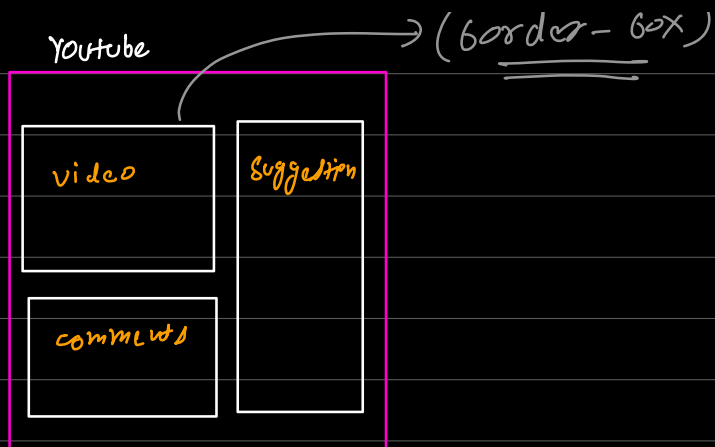 Youtube
(border-box)
video
Suggestion
comments